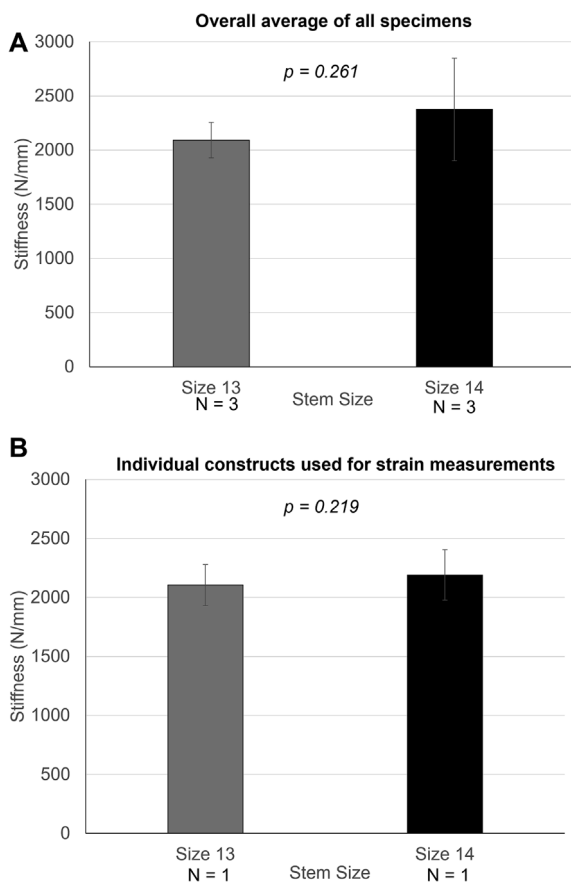 Overall average of all specimens
A
3000
p = 0.261
2500
2000
1500
1000
500
0
Stiffness (N/mm)
Size 13
N = 3
Stem Size
Size 14
N = 3
B
Individual constructs used for strain measurements
3000
p = 0.219
2500
2000
1500
1000
500
0
Stiffness (N/mm)
Size 13
N = 1
Stem Size
Size 14
N = 1